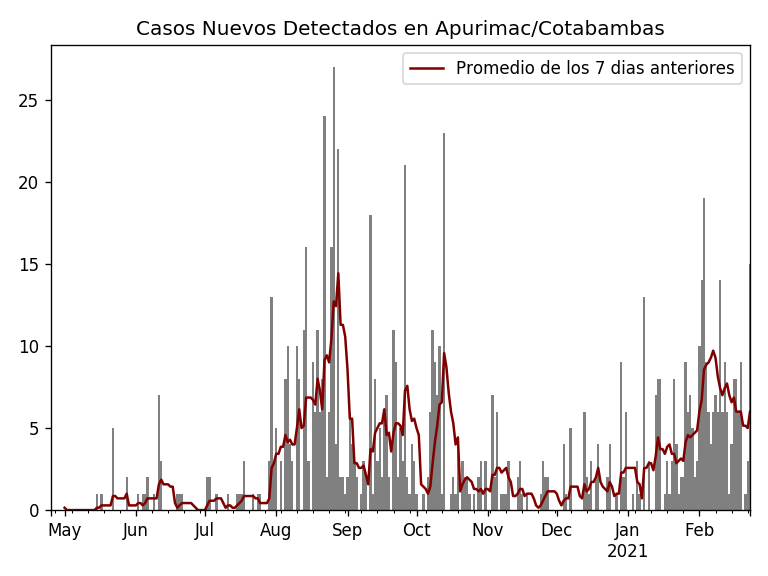 Casos Nuevos Detectados en Apurimac/Cotabambas
Promedio de los 7 dias anteriores
25
20
15
10
5
0
May Jun Jul Aug Sep Oct Nov Dec Jan Feb
2021